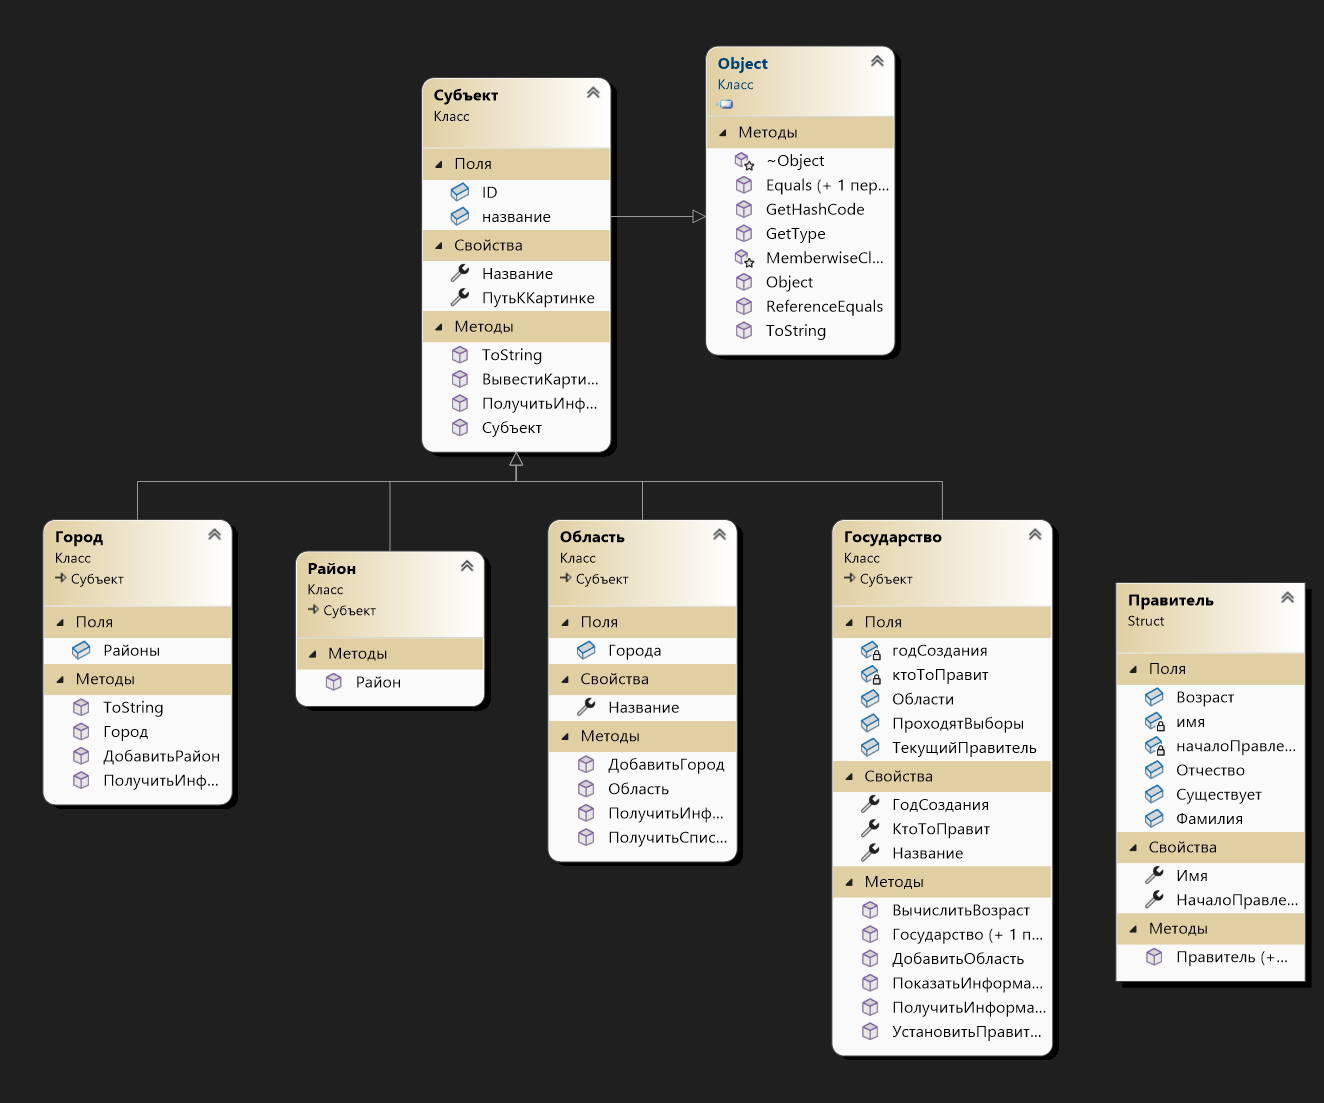 Субъект
Класс
Поля
ID
название
Свойства
Название
ПутьККартинке
Методы
ToString
ВывестиКарти...
ПолучитьИнф...
Субъект
Object
Класс
Методы
~Object
Equals (+ 1 пер...
GetHashCode
GetType
MemberwiseCl...
Object
ReferenceEquals
ToString
Город
Класс
Субъект
Поля
Районы
Методы
ToString
Город
ДобавитьРайон
ПолучитьИнф...
Район
Класс
Субъект
Методы
Район
Область
Класс
Субъект
Поля
Города
Свойства
Название
Методы
ДобавитьГород
Область
ПолучитьИнф...
ПолучитьСпис...
Государство
Класс
Субъект
Поля
годСоздания
ктоТоПравит
Области
ПроходятВыборы
ТекущийПравитель
Свойства
ГодСоздания
КтоТоПравит
Название
Методы
ВычислитьВозраст
Государство (+ 1 п...
ДобавитьОбласть
ПоказатьИнформа...
ПолучитьИнформа...
УстановитьПравит...
Правитель
Struct
Поля
Возраст
имя
началоПравле...
Отчество
Существует
Фамилия
Свойства
Имя
НачалоПравле...
Методы
Правитель (+...